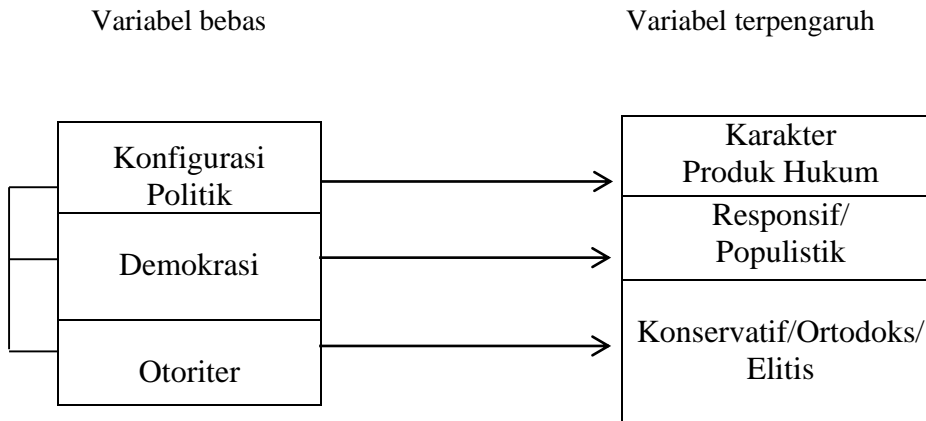 Variabel bebas
Variabel terpengaruh
Konfigurasi
Politik
Demokrasi
Otoriter
Karakter
Produk Hukum
Responsif/
Populistik
Konservatif/Ortodoks/
Elitis